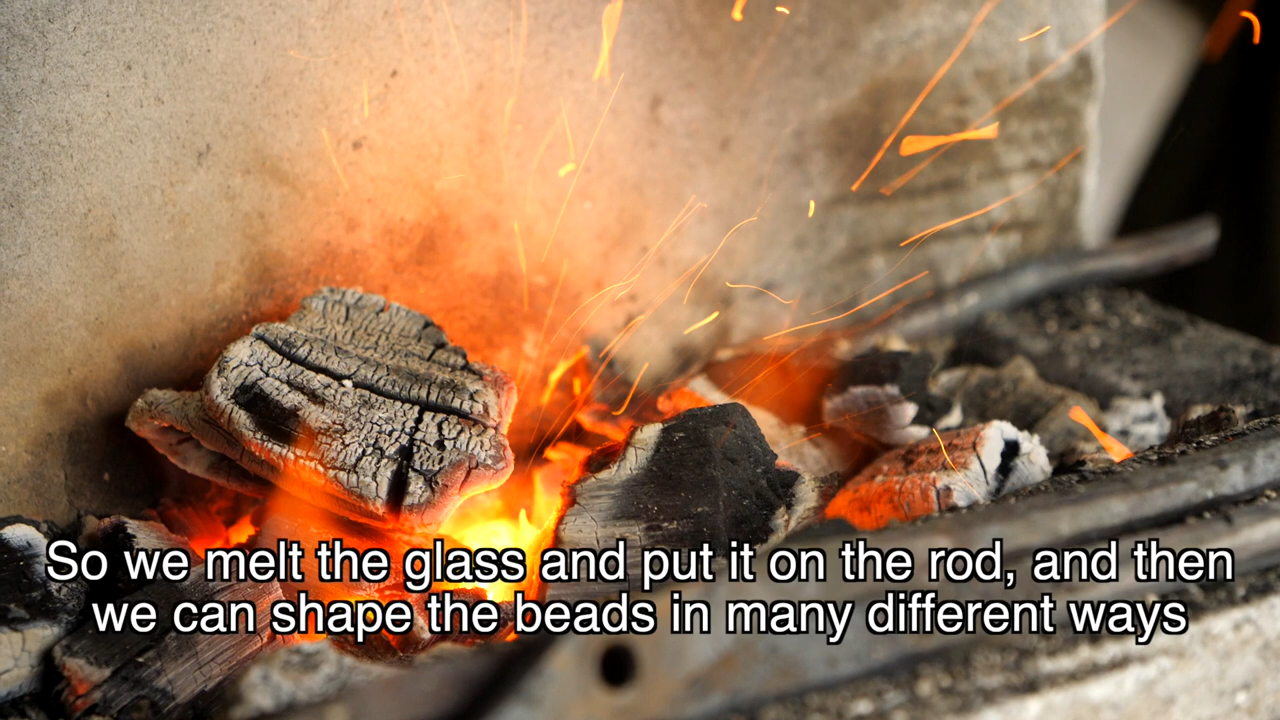 So we melt the glass and put it on the rod, and then
we can shape the beads in many different ways